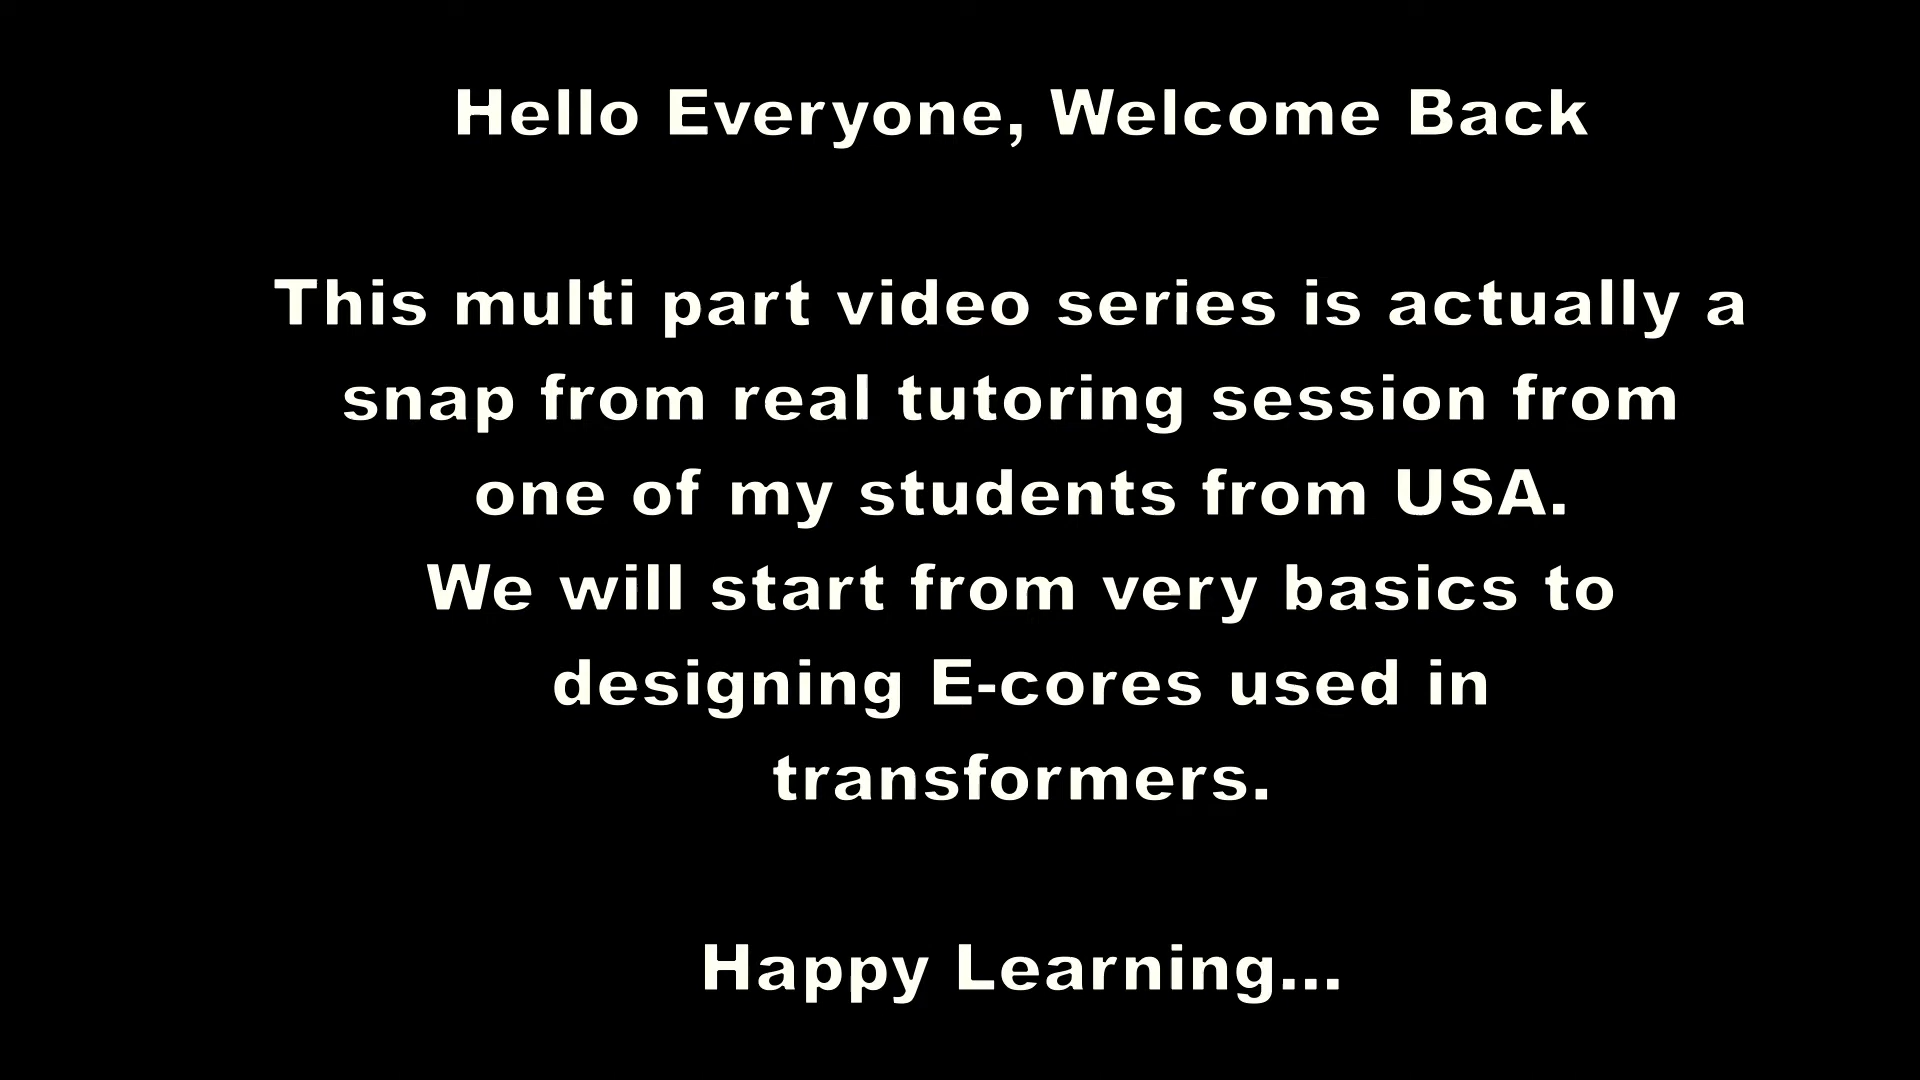 Hello Everyone, Welcome Back
This multi part video series is actually a
snap from real tutoring session from
one of my students from USA.
We will start from very basics to
designing E-cores used in
transformers.
Happy Learning...